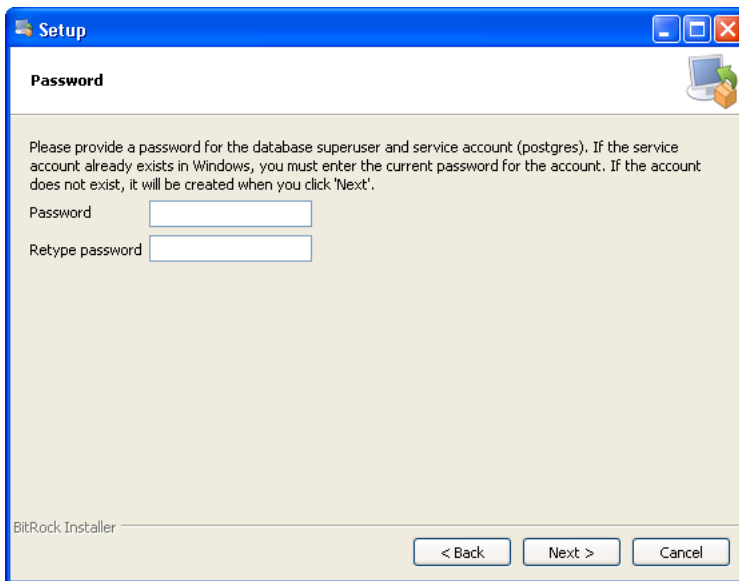 Setup
Password
Please provide a password for the database superuser and service account (postgres). If the service
account already exists in Windows, you must enter the current password for the account. If the account
does not exist, it will be created when you click 'Next'.
Password
Retype password
BitRock Installer
< Back Next > Cancel